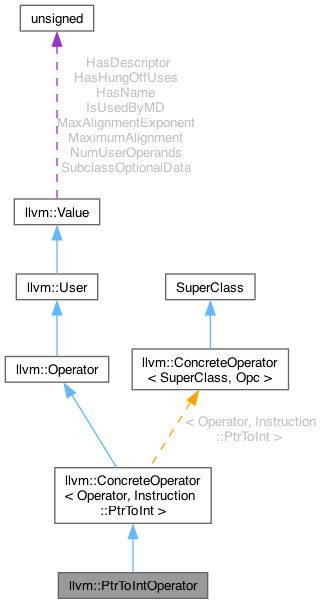 unsigned
HasDescriptor
HasHungOffUses
HasName
IsUsedByMD
MaxAlignmentExponent
MaximumAlignment
NumUserOperands
SubclassOptionalData
llvm::Value
llvm::User
SuperClass
llvm::Operator
llvm::ConcreteOperator
< SuperClass, Opc >
< Operator, Instruction
::PtrToInt >
llvm::ConcreteOperator
< Operator, Instruction
::PtrToInt >
llvm::PtrToIntOperator